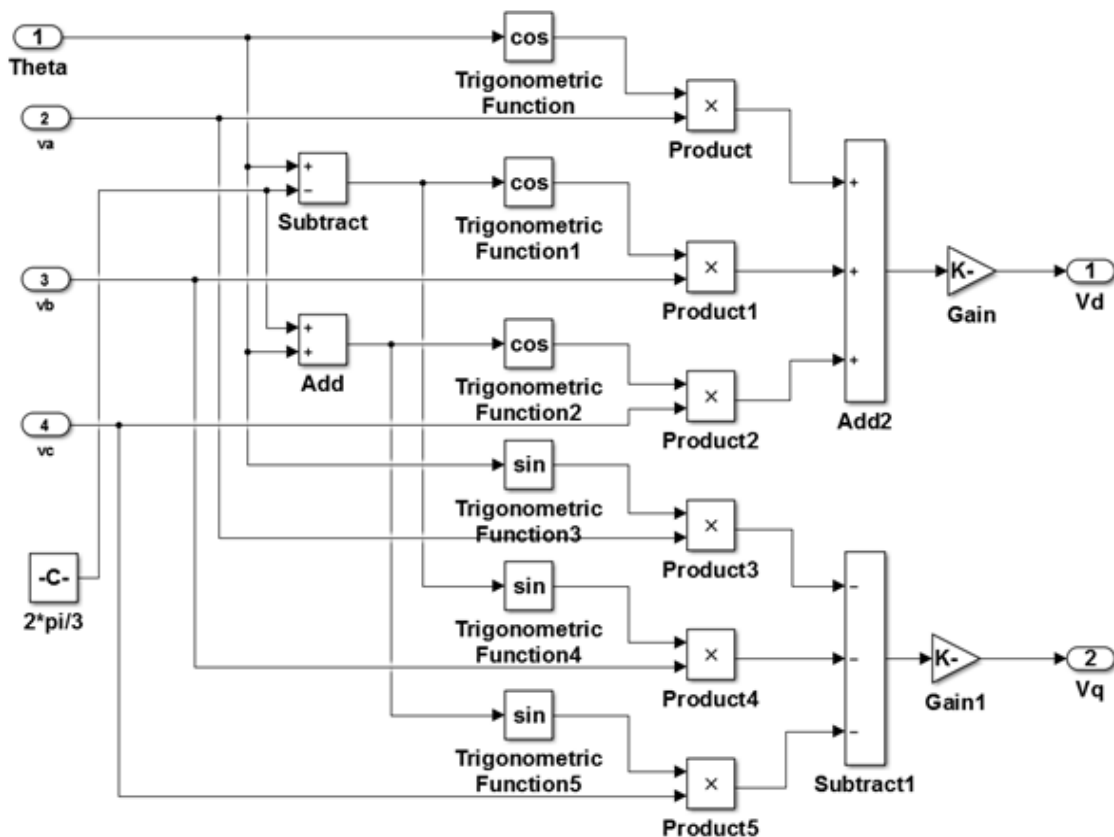 1
Theta
cos
Trigonometric
Function
2
va
×
Product
+
−
Subtract
cos
Trigonometric
Function1
3
vb
×
Product1
+
+
+
K-
Gain
1
Vd
+
+
Add
cos
Trigonometric
Function2
×
Product2
Add2
4
vc
sin
Trigonometric
Function3
×
Product3
-C-
2*pi/3
sin
Trigonometric
Function4
×
Product4
−
−
−
K-
Gain1
2
Vq
sin
Trigonometric
Function5
×
Product5
Subtract1